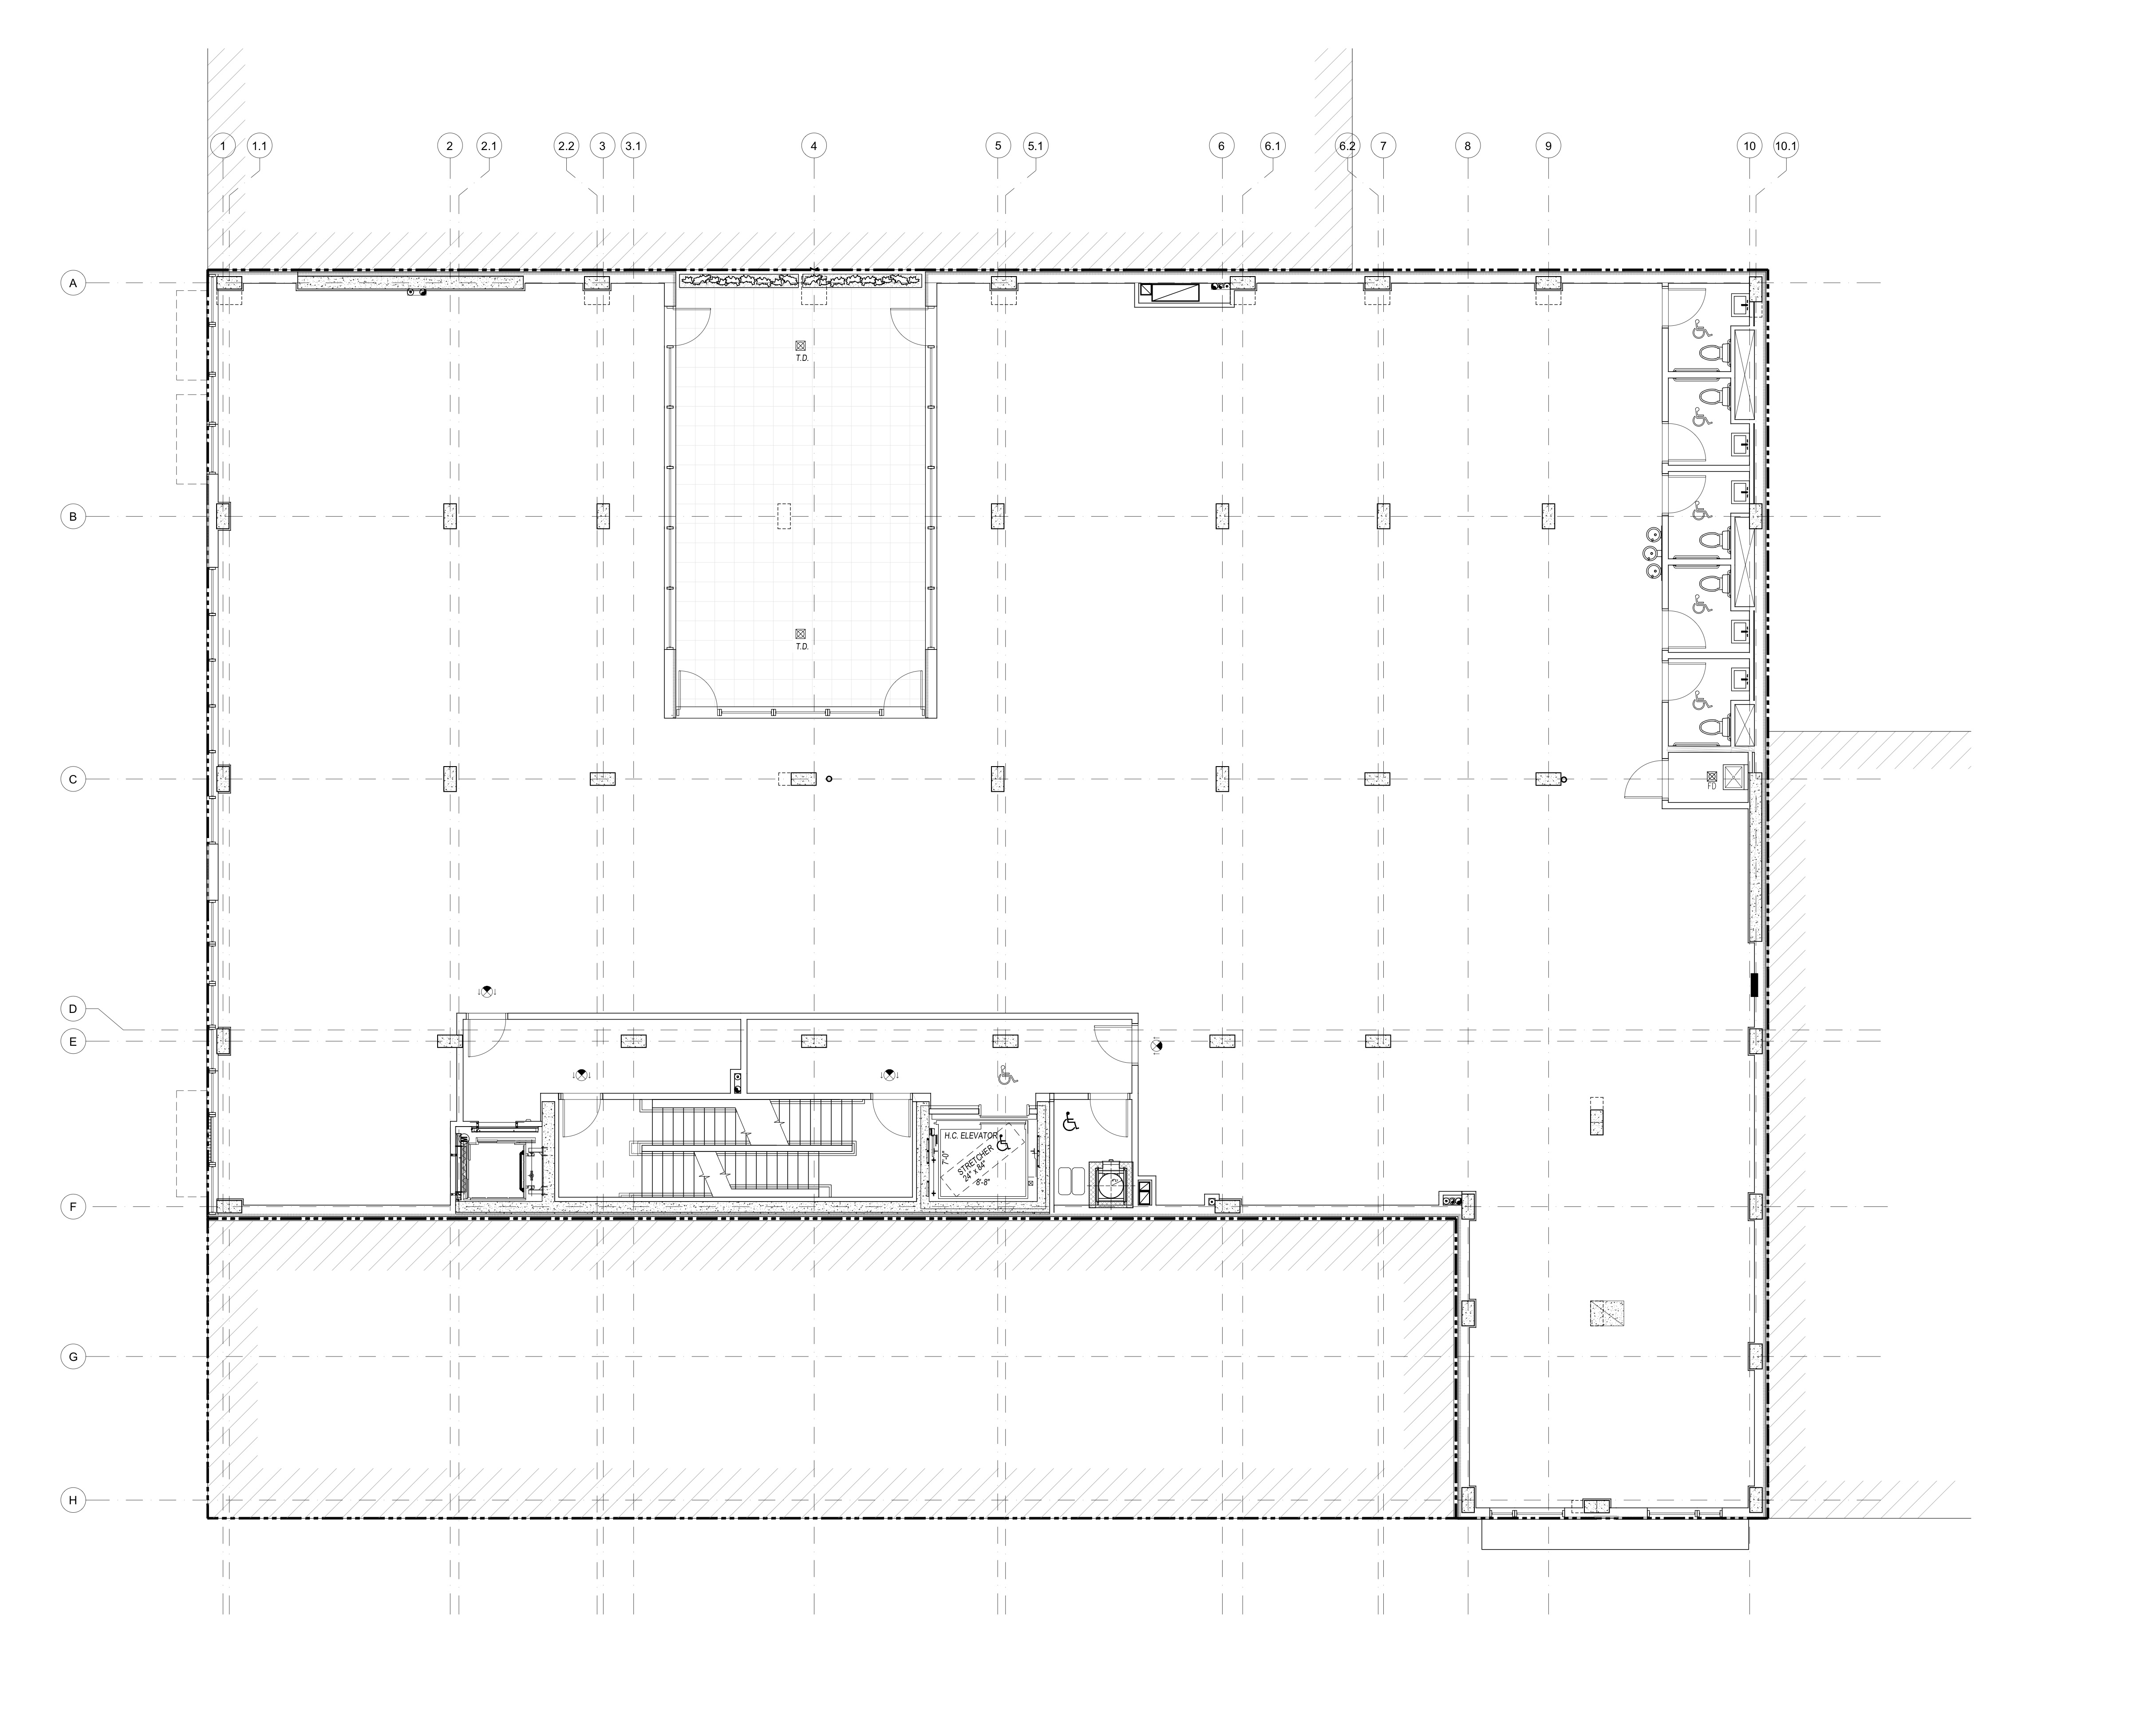 1 1.1 2 2.1 2.2 3 3.1 4 5 5.1 6 6.1 6.2 7 8 9 10 10.1
A
T.D.
B
T.D.
C
FD
D
E
H.C. ELEVATOR
7'-0"
STRETCHER
24" x 84"
8'-8"
F
G
H